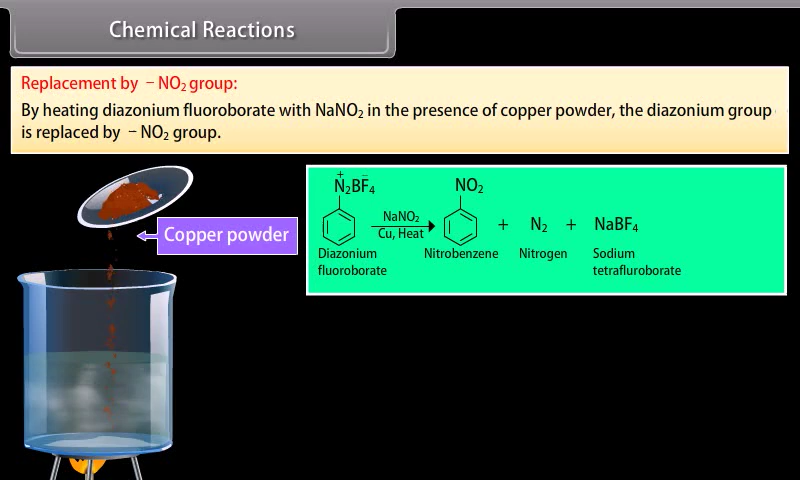 Chemical Reactions
Replacement by – NO₂ group:
By heating diazonium fluoroborate with NaNO₂ in the presence of copper powder, the diazonium group
is replaced by – NO₂ group.
Copper powder
N₂⁺BF₄⁻ NO₂
NaNO₂
Cu, Heat
+ N₂ + NaBF₄
Diazonium Nitrobenzene Nitrogen Sodium
fluoroborate tetrafluroborate